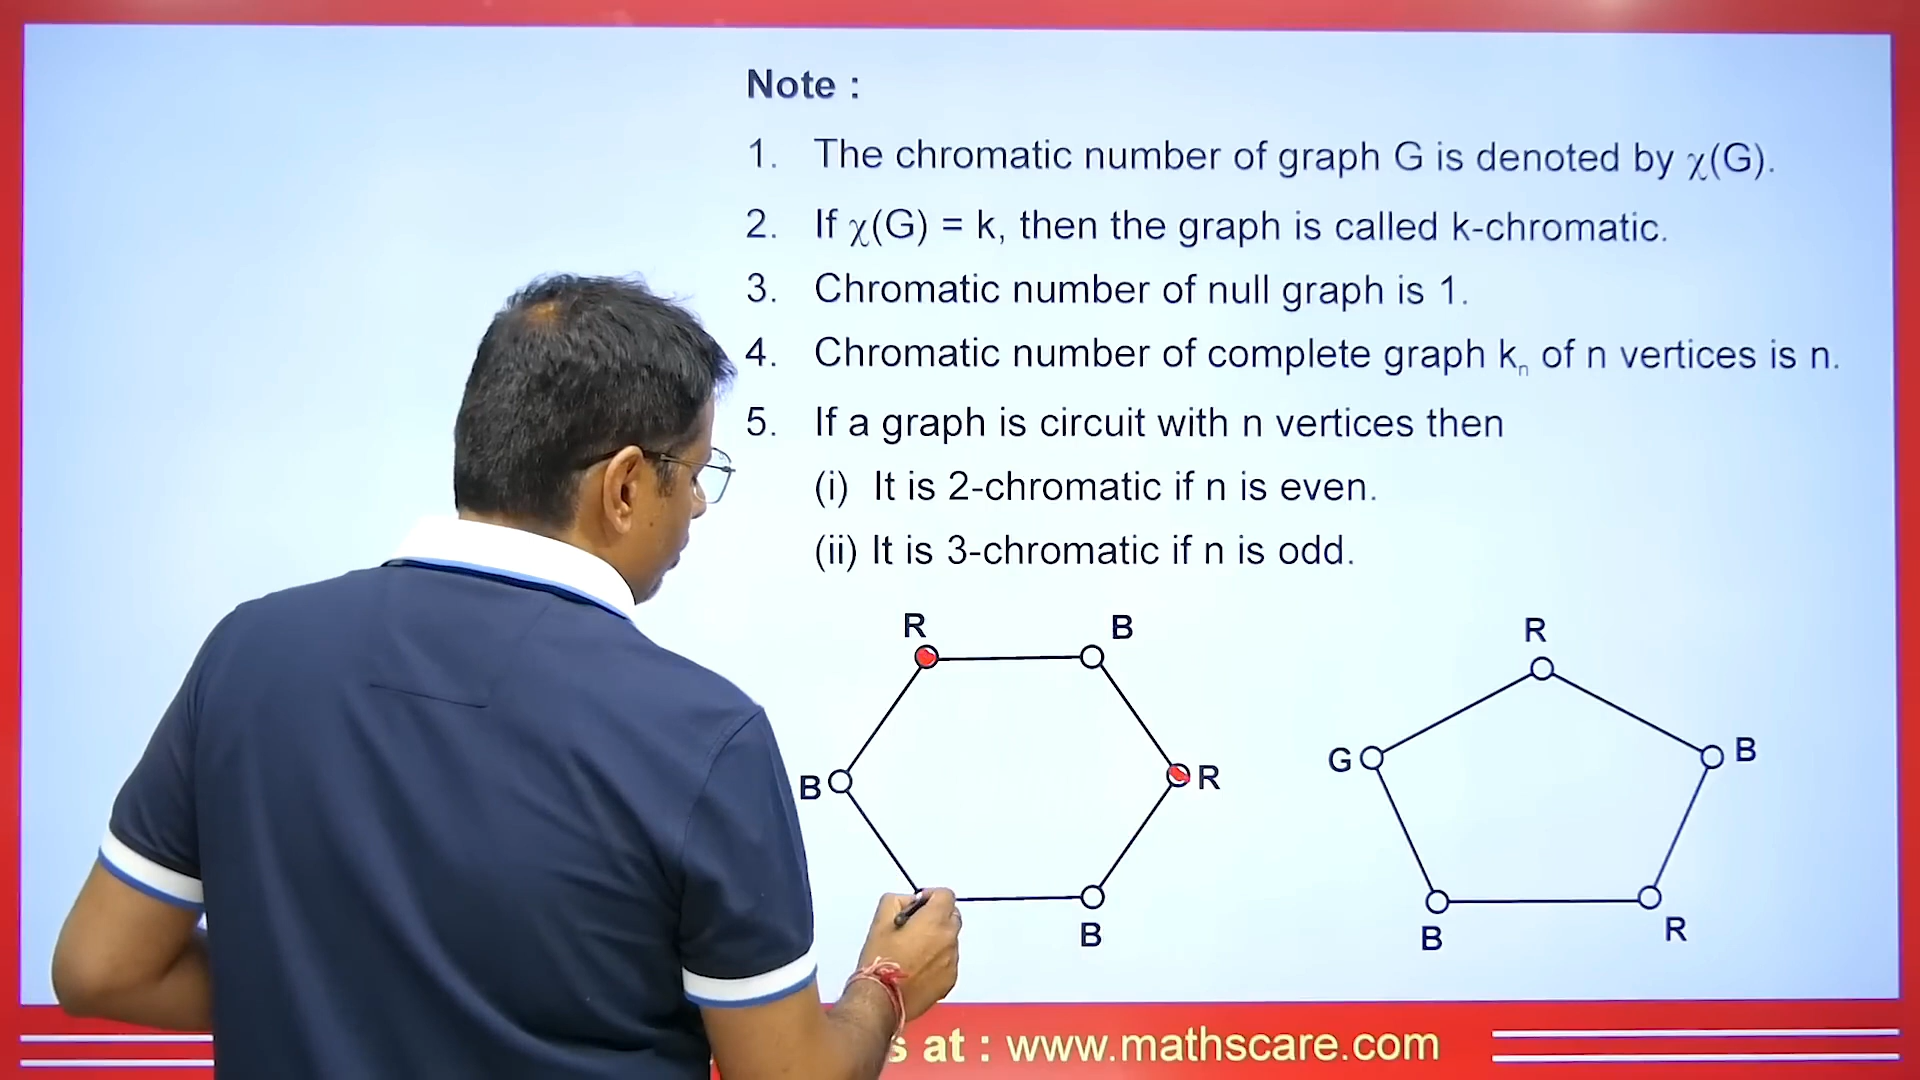 Note :
1. The chromatic number of graph G is denoted by χ(G).
2. If χ(G) = k, then the graph is called k-chromatic.
3. Chromatic number of null graph is 1.
4. Chromatic number of complete graph kₙ of n vertices is n.
5. If a graph is circuit with n vertices then
(i) It is 2-chromatic if n is even.
(ii) It is 3-chromatic if n is odd.
R B
B R
B
R
G B
B R
at : www.mathscare.com